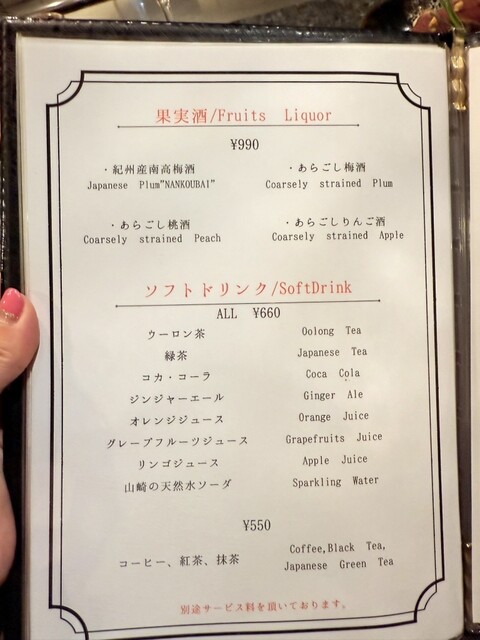 果実酒/Fruits Liquor
¥990
・紀州産南高梅酒 ・あらごし梅酒
Japanese Plum"NANKOUBAI" Coarsely strained Plum
・あらごし桃酒 ・あらごしりんご酒
Coarsely strained Peach Coarsely strained Apple
ソフトドリンク/SoftDrink
ALL ¥660
ウーロン茶 Oolong Tea
緑茶 Japanese Tea
コカ・コーラ Coca Cola
ジンジャーエール Ginger Ale
オレンジジュース Orange Juice
グレープフルーツジュース Grapefruits Juice
リンゴジュース Apple Juice
山崎の天然水ソーダ Sparkling Water
¥550
コーヒー、紅茶、抹茶 Coffee,Black Tea,
Japanese Green Tea
別途サービス料を頂いております。